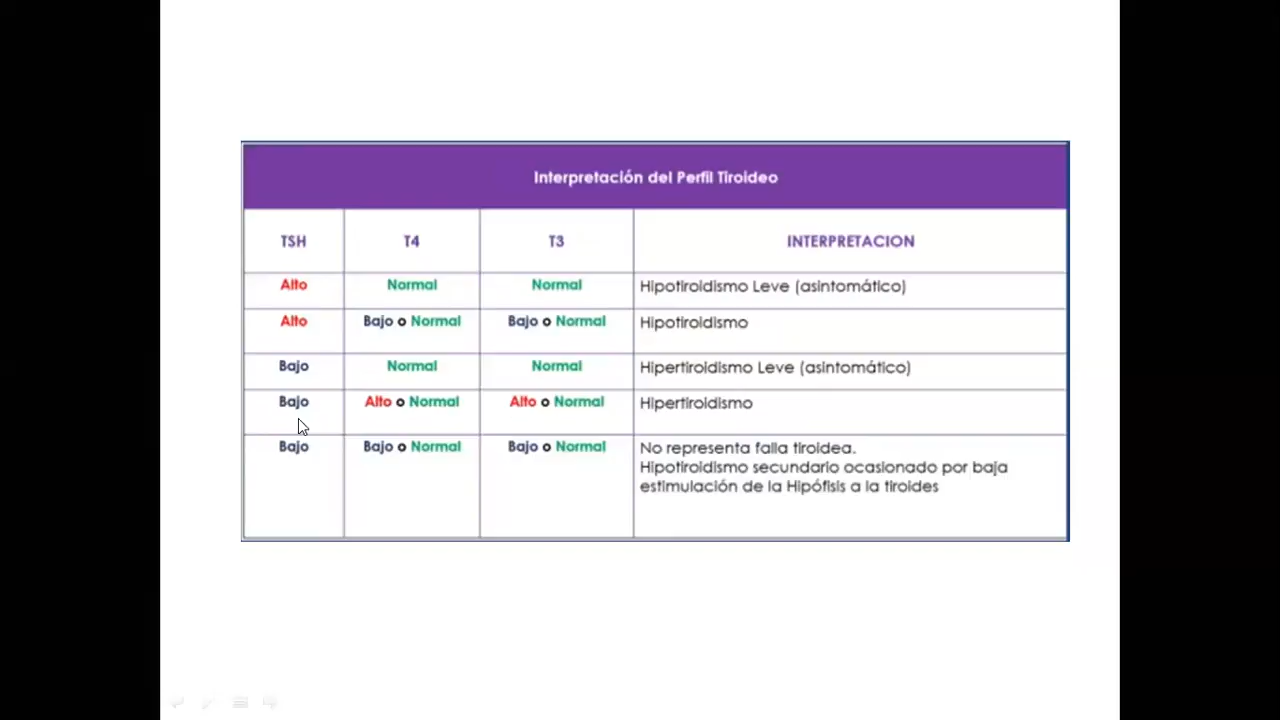 Interpretación del Perfil Tiroideo
TSH T4 T3 INTERPRETACION
Alto Normal Normal Hipotiroidismo Leve (asintomático)
Alto Bajo o Normal Bajo o Normal Hipotiroidismo
Bajo Normal Normal Hipertiroidismo Leve (asintomático)
Bajo Alto o Normal Alto o Normal Hipertiroidismo
Bajo Bajo o Normal Bajo o Normal No representa falla tiroidea.
Hipotiroidismo secundario ocasionado por baja
estimulación de la Hipófisis a la tiroides